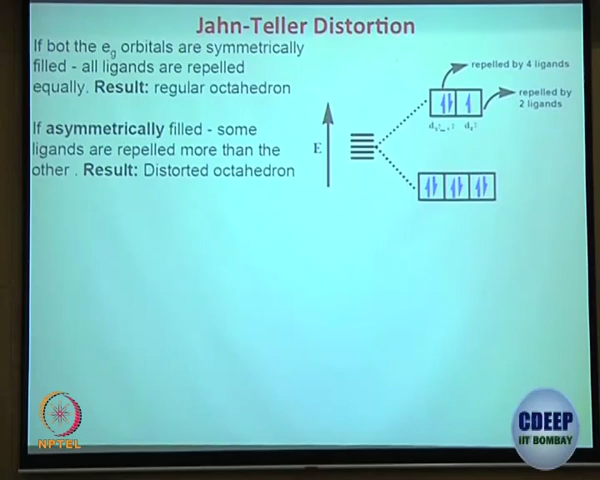 Jahn-Teller Distortion
If bot the eg orbitals are symmetrically
filled - all ligands are repelled
equally. Result: regular octahedron
If asymmetrically filled - some
ligands are repelled more than the
other . Result: Distorted octahedron
repelled by 4 ligands
repelled by
2 ligands
E
NPTEL
CDEEP
IIT BOMBAY